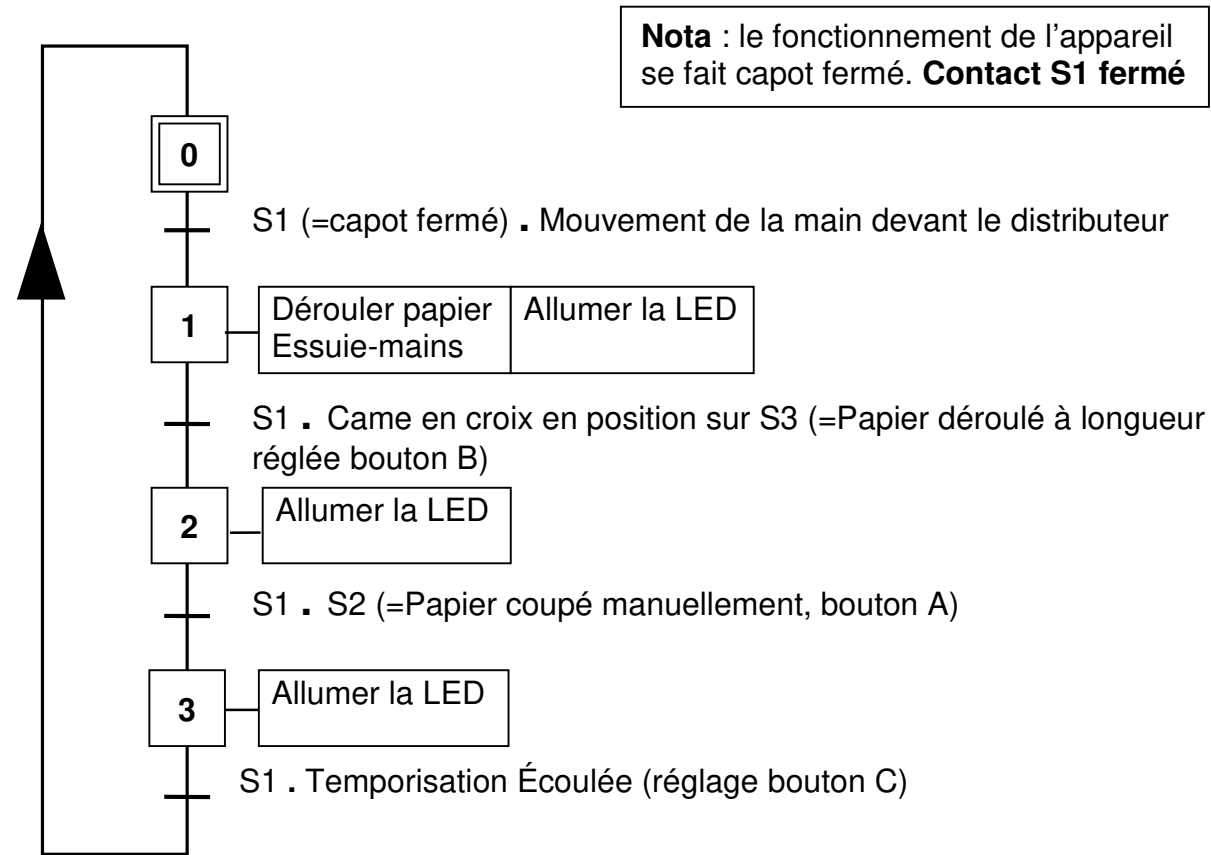 Nota : le fonctionnement de l'appareil
se fait capot fermé. Contact S1 fermé
0
S1 (=capot fermé) . Mouvement de la main devant le distributeur
1
Dérouler papier
Essuie-mains
Allumer la LED
S1 . Came en croix en position sur S3 (=Papier déroulé à longueur
réglée bouton B)
2
Allumer la LED
S1 . S2 (=Papier coupé manuellement, bouton A)
3
Allumer la LED
S1 . Temporisation Écoulée (réglage bouton C)